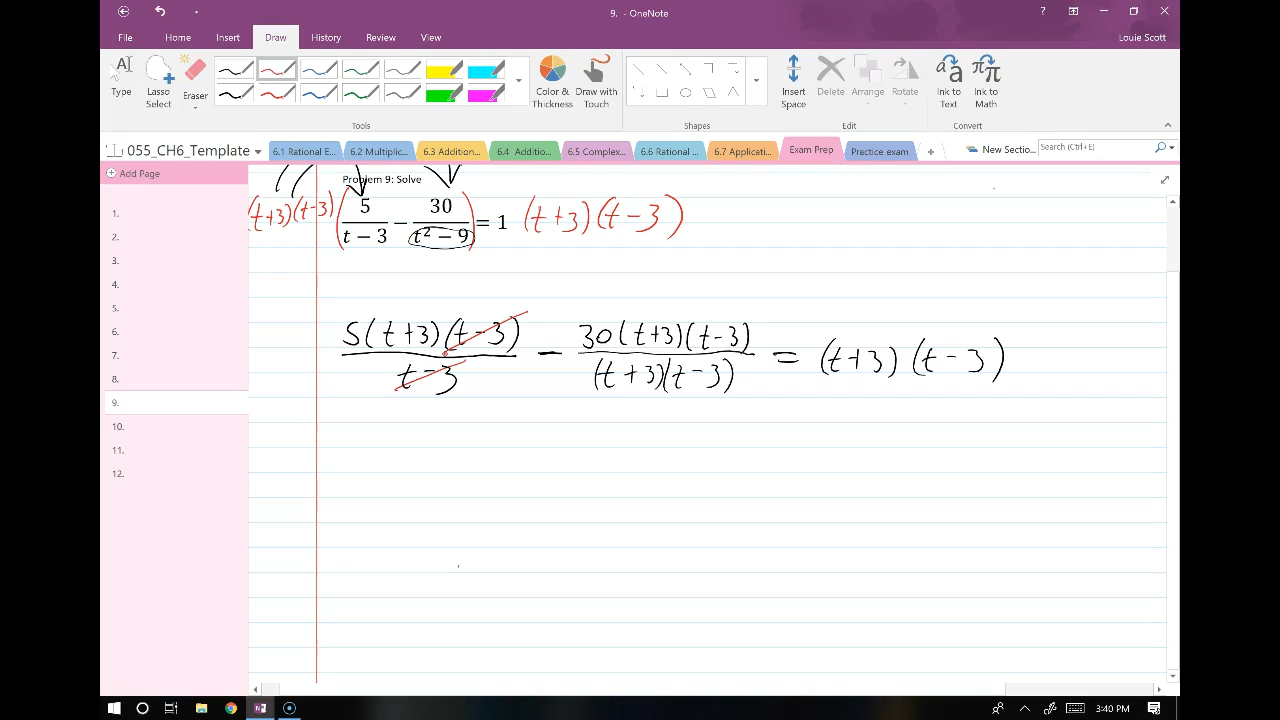 9. - OneNote
?
File Home Insert Draw History Review View Louie Scott
Type Lasso Select Eraser Color & Thickness Draw with Touch Insert Space Delete Arrange Rotate Ink to Text Ink to Math
Tools Shapes Edit Convert
055_CH6_Template 6.1 Rational E... 6.2 Multiplic... 6.3 Addition... 6.4 Additio... 6.5 Complex... 6.6 Rational ... 6.7 Applicati... Exam Prep Practice exam + New Sectio... Search (Ctrl+E)
Add Page
1.
2.
3.
4.
5.
6.
7.
8.
9.
10.
11.
12.
Problem 9: Solve
(t+3)(t-3) ( 5/(t − 3) − 30/(t² − 9) ) = 1 (t+3)(t-3)
5(t+3)(t-3)/(t-3) - 30(t+3)(t-3)/((t+3)(t-3)) = (t+3)(t-3)
3:40 PM